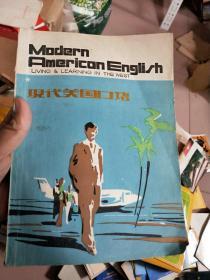 Modern
American English
LIVING & LEARNING IN THE WEST
现代美国口语